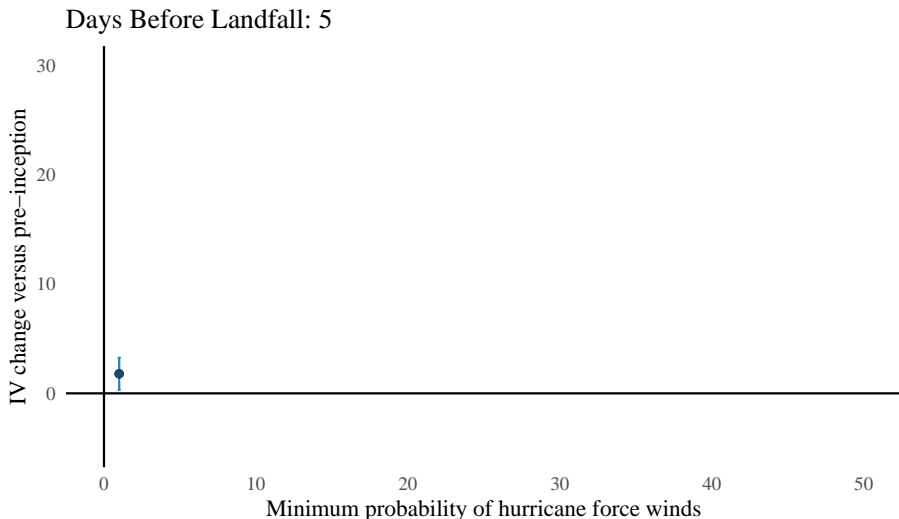 Days Before Landfall: 5
30
20
10
0
IV change versus pre−inception
0 10 20 30 40 50
Minimum probability of hurricane force winds